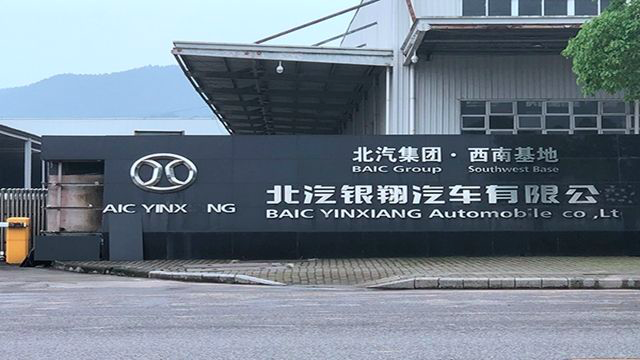 北汽集团·西南基地
BAIC Group Southwest Base
北汽银翔汽车有限公
BAIC YINXIANG Automobile co.,Lt
AIC YINX NG